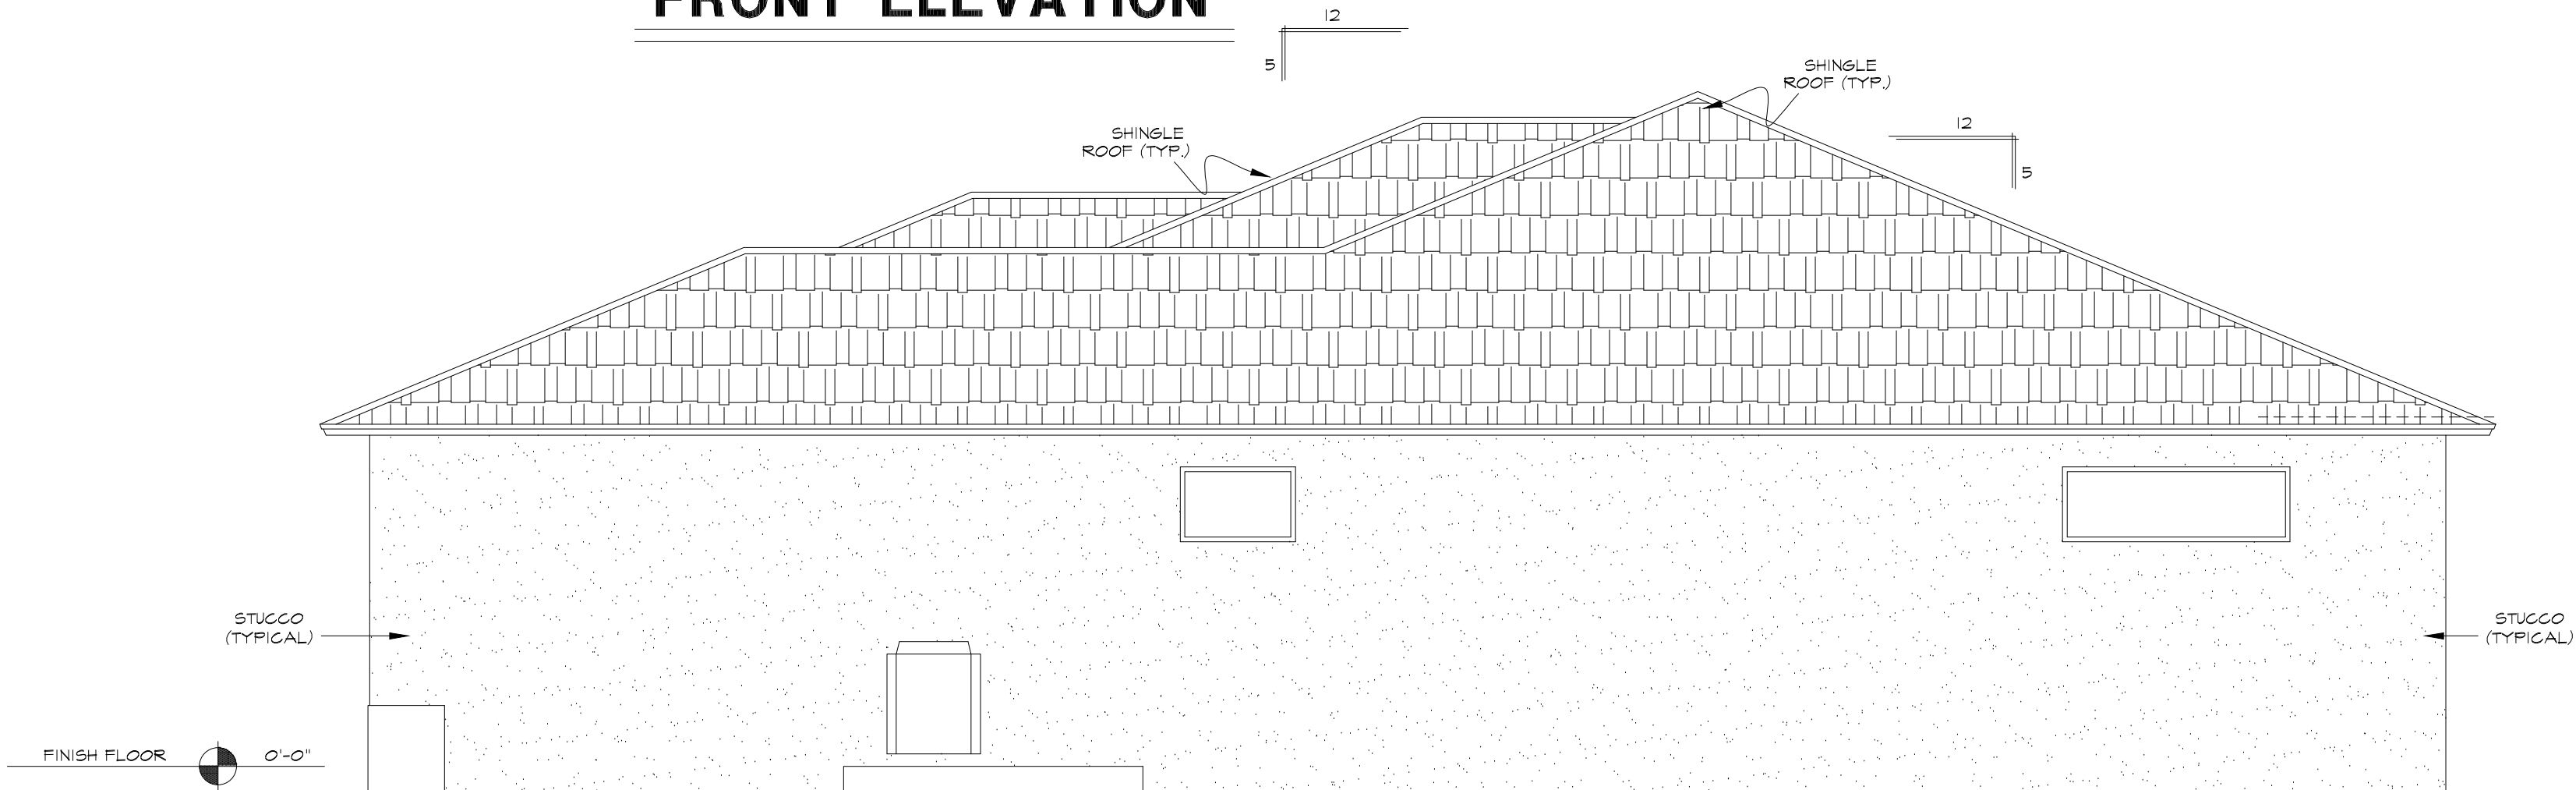 FRONT ELEVATION
12
5
SHINGLE
ROOF (TYP.)
12
5
SHINGLE
ROOF (TYP.)
STUCCO
(TYPICAL)
STUCCO
(TYPICAL)
FINISH FLOOR 0'-0"